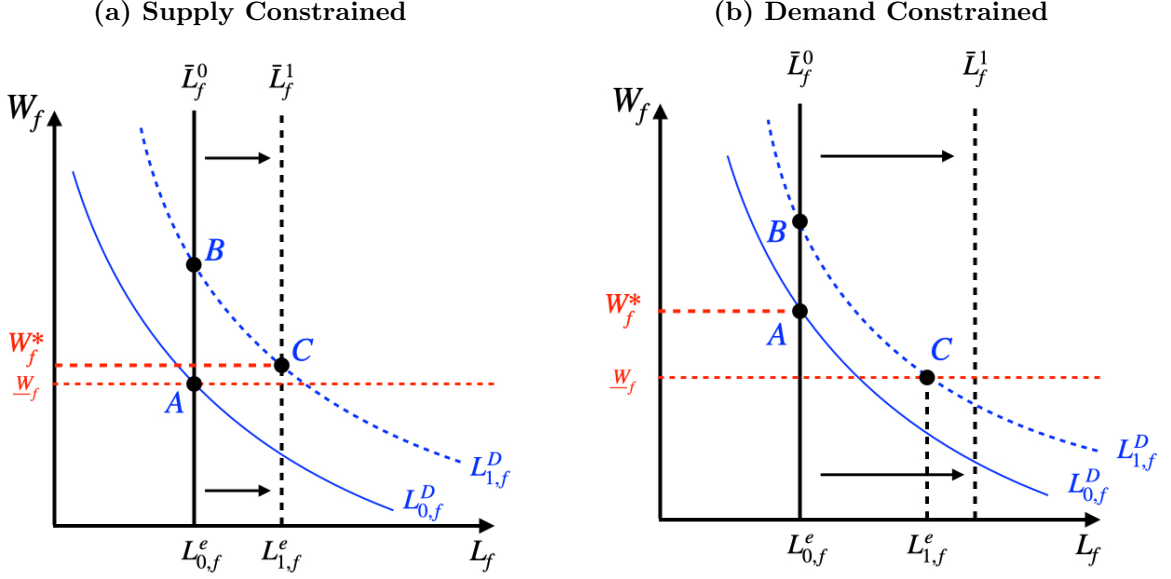 (a) Supply Constrained
L̄⁰_f L̄¹_f
W_f
B
W*_f
C
W̲_f
A
L^D_{1,f}
L^D_{0,f}
L^e_{0,f} L^e_{1,f} L_f
(b) Demand Constrained
L̄⁰_f L̄¹_f
W_f
B
W*_f
A
C
W̲_f
L^D_{1,f}
L^D_{0,f}
L^e_{0,f} L^e_{1,f} L_f